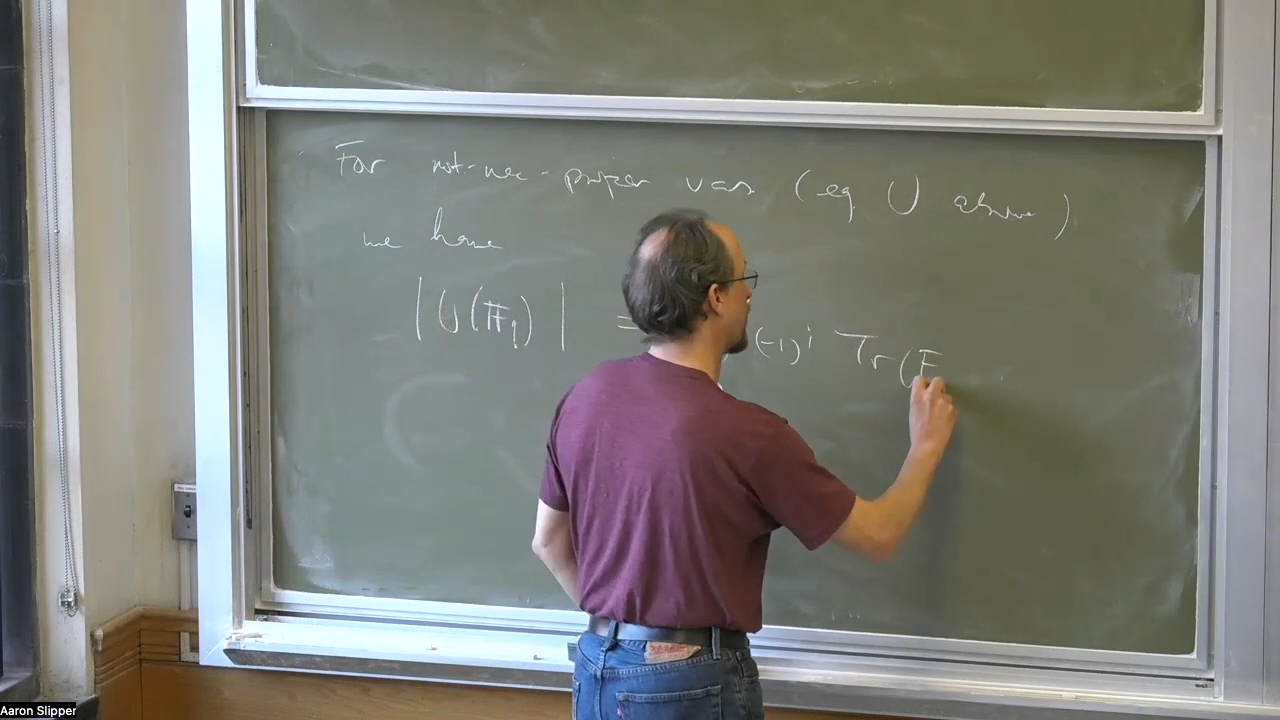 For not-nec-proper vars (eg U above)
we have
|U(𝔽_q)| = (-1)^i Tr(F
Aaron Slipper